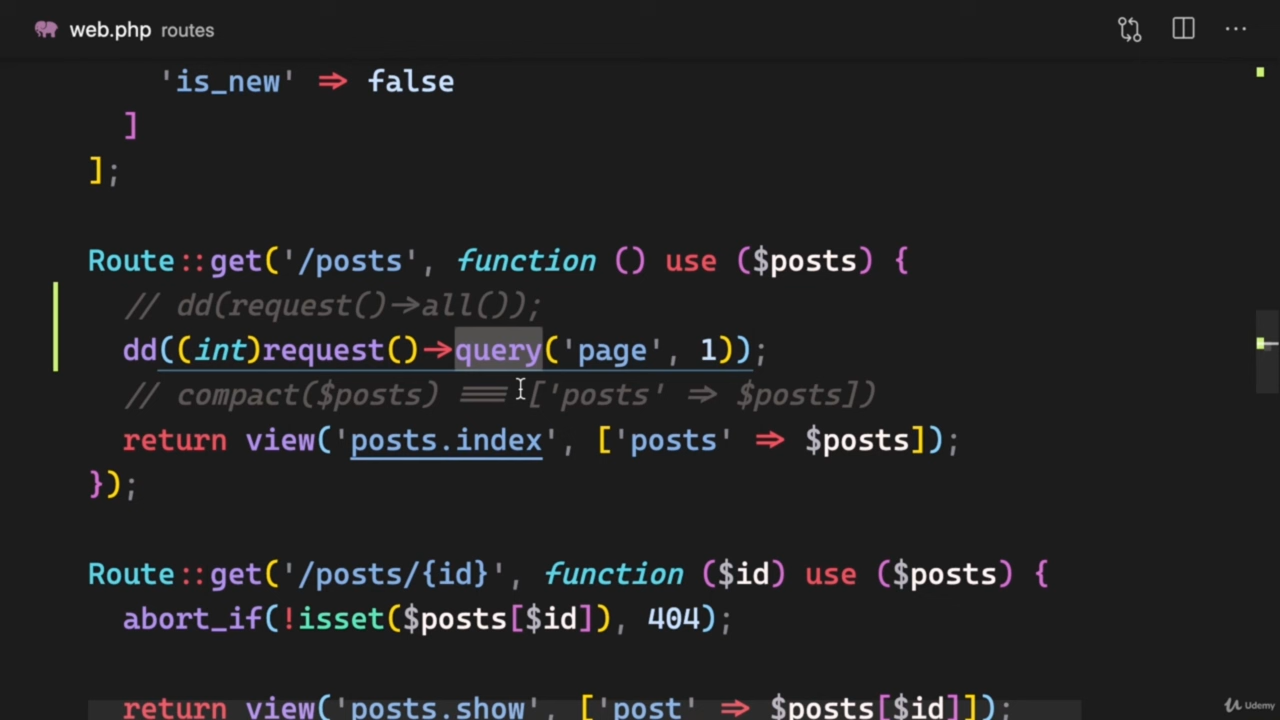 web.php routes
'is_new' => false
]
];
Route::get('/posts', function () use ($posts) {
// dd(request()->all());
dd((int)request()->query('page', 1));
// compact($posts) === ['posts' => $posts])
return view('posts.index', ['posts' => $posts]);
});
Route::get('/posts/{id}', function ($id) use ($posts) {
abort_if(!isset($posts[$id]), 404);
return view('posts.show', ['post' => $posts[$id]]);
Udemy